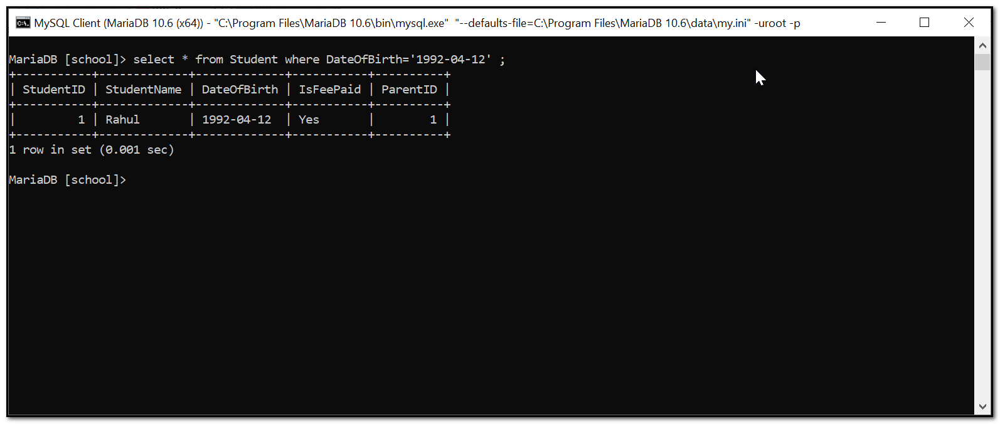 MySQL Client (MariaDB 10.6 (x64)) - "C:\Program Files\MariaDB 10.6\bin\mysql.exe"  "--defaults-file=C:\Program Files\MariaDB 10.6\data\my.ini" -uroot -p
MariaDB [school]> select * from Student where DateOfBirth='1992-04-12' ;
+-----------+-------------+-------------+-----------+----------+
| StudentID | StudentName | DateOfBirth | IsFeePaid | ParentID |
+-----------+-------------+-------------+-----------+----------+
|         1 | Rahul       | 1992-04-12  | Yes       |        1 |
+-----------+-------------+-------------+-----------+----------+
1 row in set (0.001 sec)
MariaDB [school]>